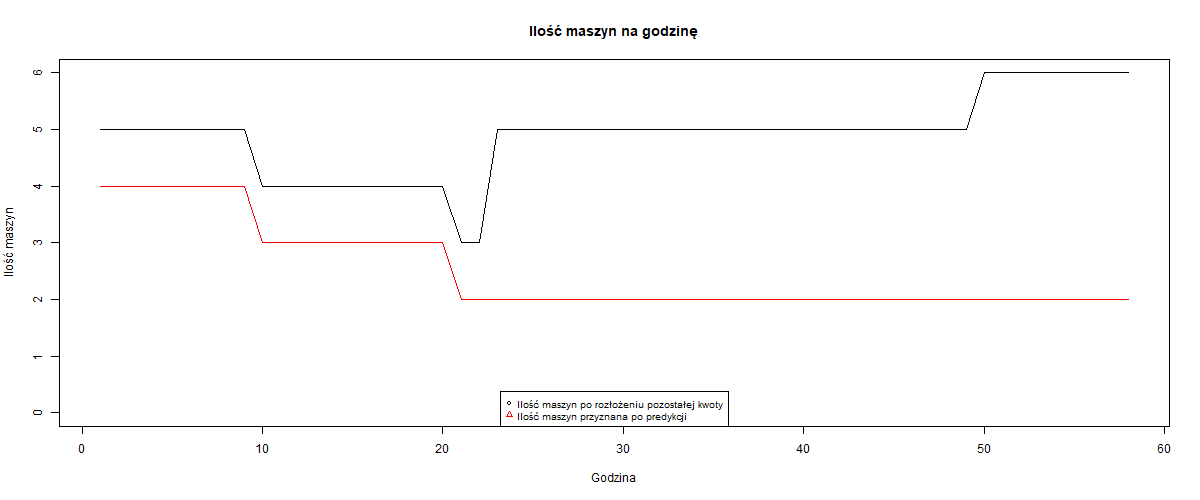 Ilość maszyn na godzinę
Ilość maszyn
6
5
4
3
2
1
0
Ilość maszyn po rozłożeniu pozostałej kwoty
Ilość maszyn przyznana po predykcji
0 10 20 30 40 50 60
Godzina